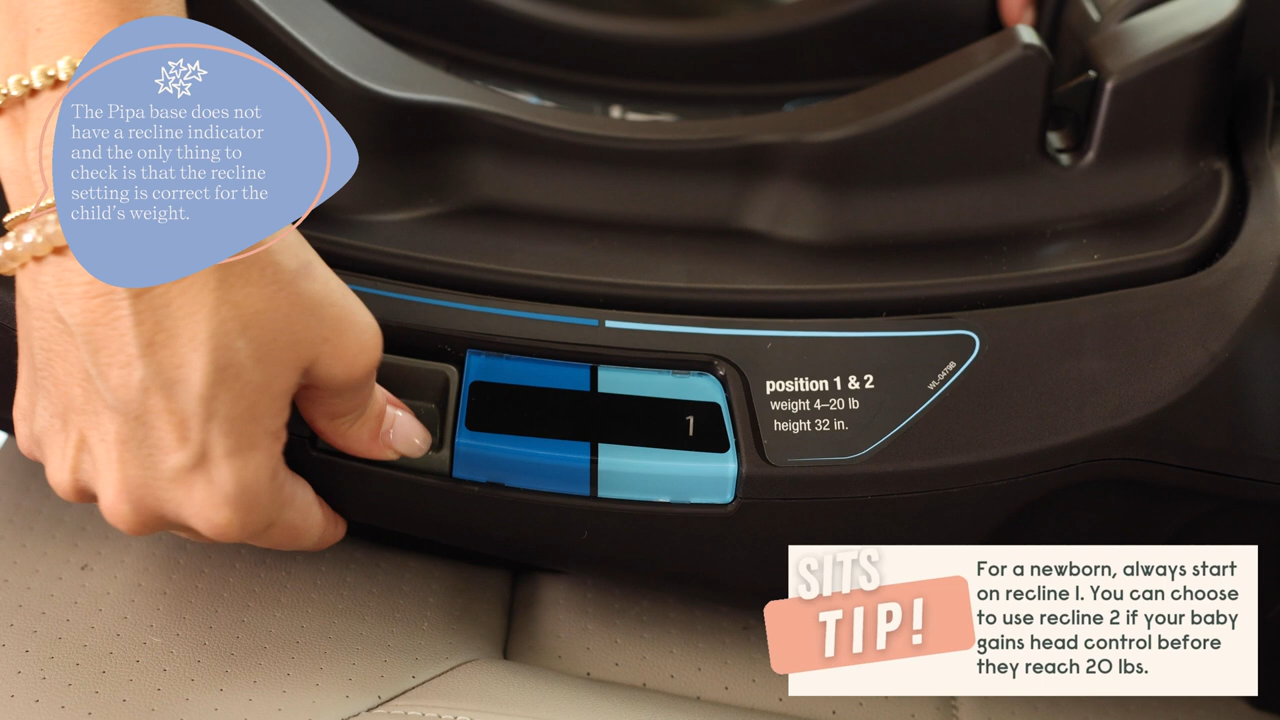 The Pipa base does not
have a recline indicator
and the only thing to
check is that the recline
setting is correct for the
child's weight.
1
position 1 & 2
weight 4–20 lb
height 32 in.
WL-0479B
SITS
TIP!
For a newborn, always start
on recline 1. You can choose
to use recline 2 if your baby
gains head control before
they reach 20 lbs.